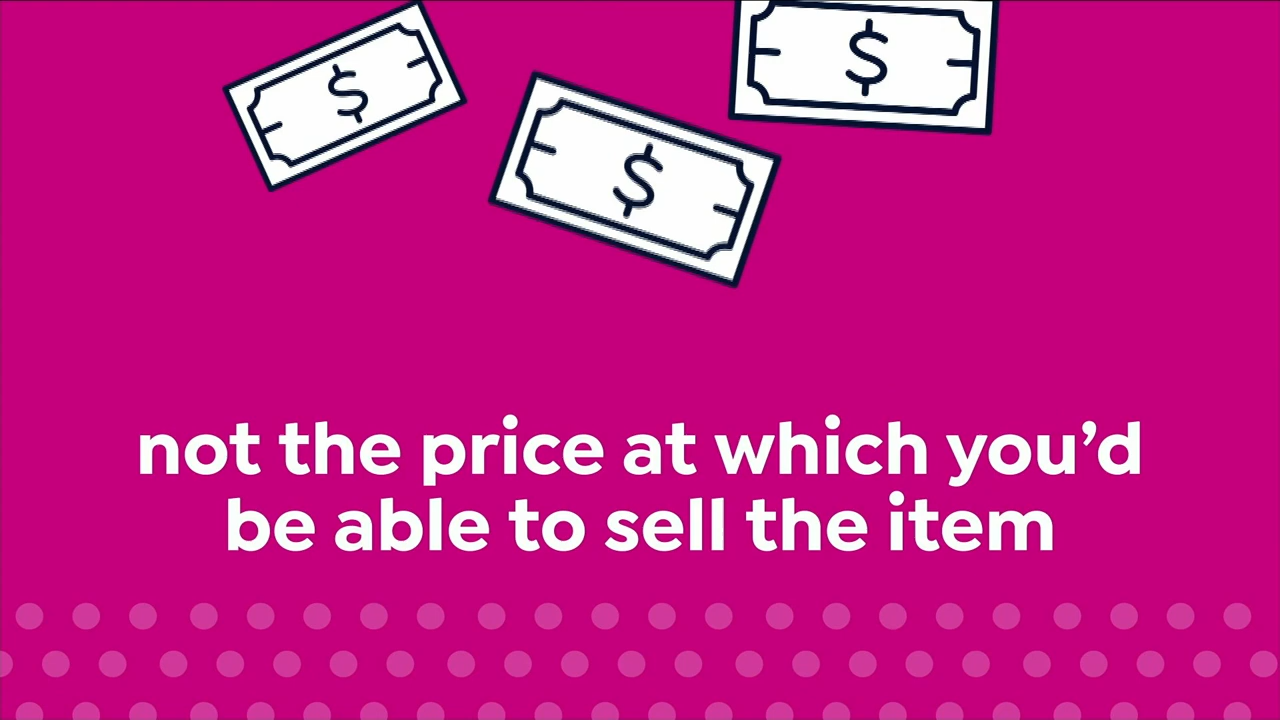 $
$
$
not the price at which you’d
be able to sell the item